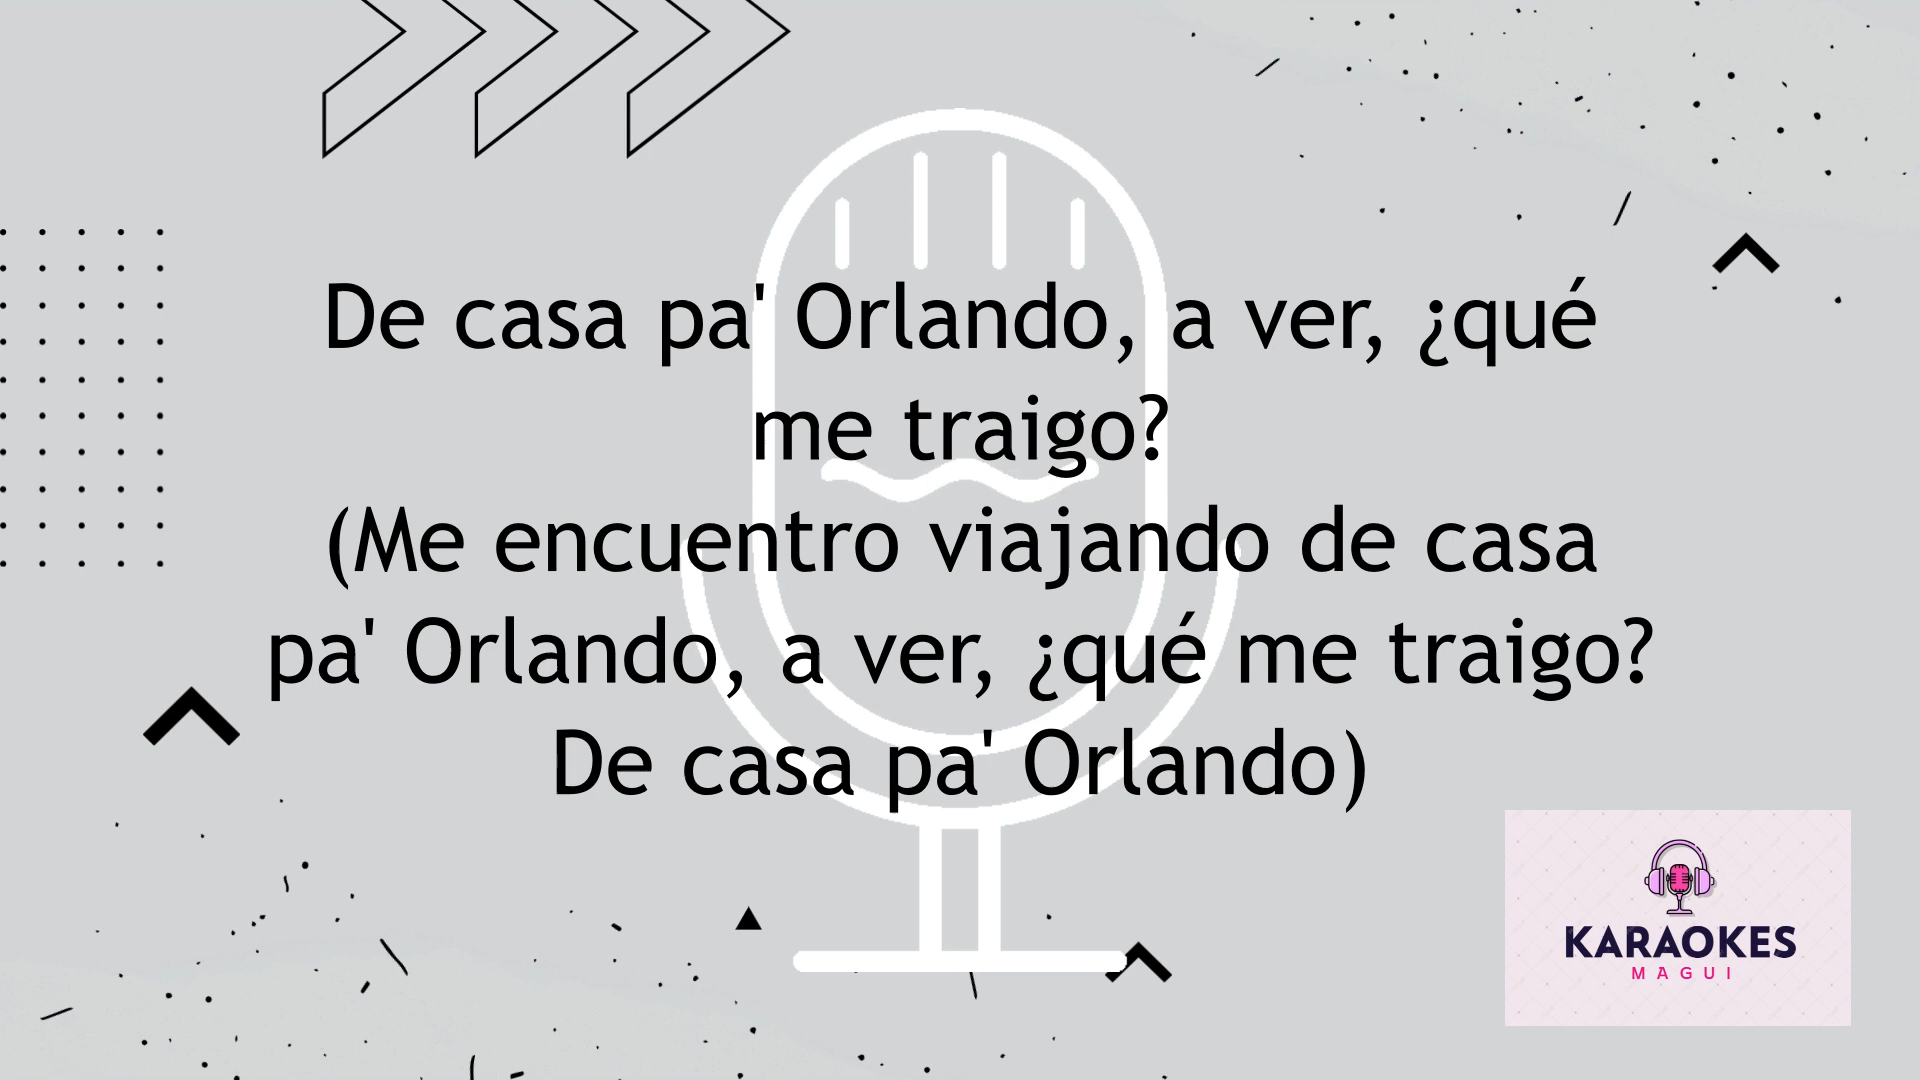 De casa pa' Orlando, a ver, ¿qué
me traigo?
(Me encuentro viajando de casa
pa' Orlando, a ver, ¿qué me traigo?
De casa pa' Orlando)
KARAOKES
MAGUI